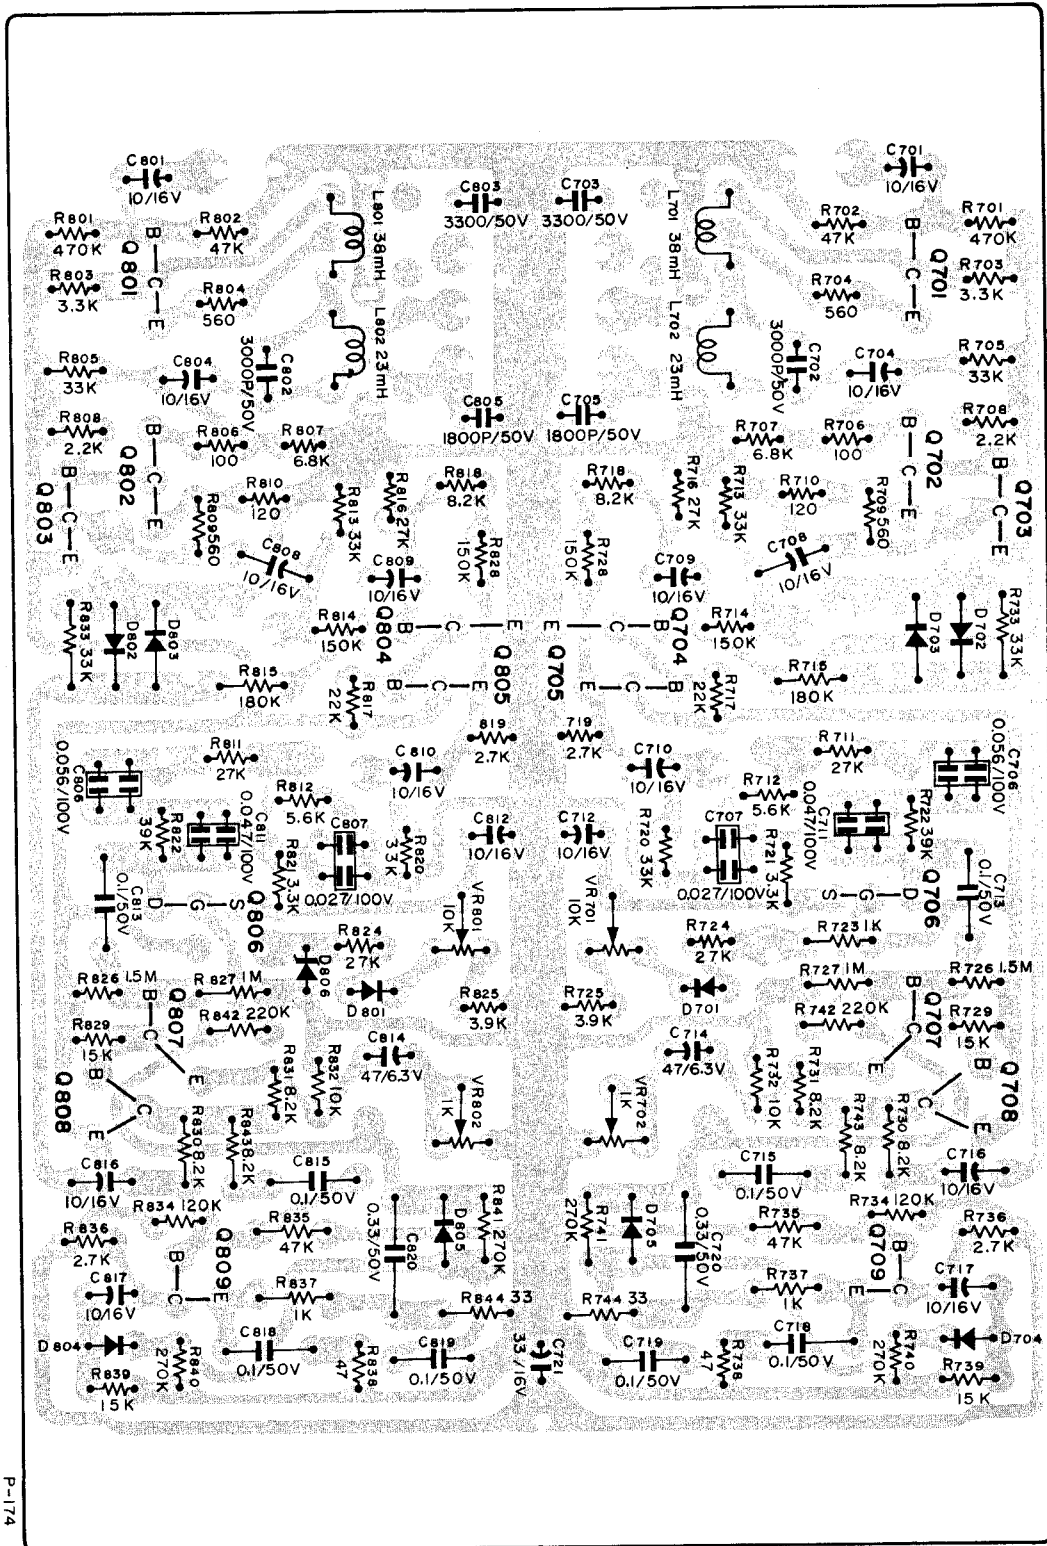 C801
10/16V
C803
3300/50V
C703
3300/50V
C701
10/16V
R801
470K
R802
47K
L801 38mH
L701 38mH
R702
47K
R701
470K
Q801
B
C
E
R803
3.3K
R804
560
R704
560
Q701
B
C
E
R703
3.3K
R805
33K
C804
10/16V
C802
3000P/50V
L802 23mH
L702 23mH
C702
3000P/50V
C704
10/16V
R705
33K
C805
1800P/50V
C705
1800P/50V
R808
2.2K
Q802
B
C
E
R806
100
R807
6.8K
R707
6.8K
R706
100
Q702
B
C
E
R708
2.2K
Q803
B
C
E
R809 560
R810
120
R813 33K
R816 27K
R818
8.2K
R718
8.2K
R716 27K
R713 33K
R710
120
R709 560
Q703
B
C
E
C808
10/16V
C809
10/16V
R828
150K
R728
150K
C709
10/16V
C708
10/16V
R833 33K
D802
D803
R814
150K
Q804
B
C
E
E
C
B
Q704
R714
150K
D703
D702
R733 33K
R815
180K
R817
22K
B
C
E
Q805
Q705
E
C
B
R717
22K
R715
180K
819
2.7K
719
2.7K
C806
0.056/100V
R811
27K
C810
10/16V
C710
10/16V
R711
27K
C706
0.056/100V
R812
5.6K
R712
5.6K
R822
39K
C811
0.047/100V
R821 3.3K
C807
0.027/100V
R820
33K
C812
10/16V
C712
10/16V
R720 33K
C707
0.027/100V
R721 3.3K
C711
0.047/100V
R722 39K
C813
0.1/50V
D
G
S
Q806
VR801
10K
VR701
10K
S
G
D
Q706
C713
0.1/50V
R824
27K
R724
27K
R723 1K
D806
D801
D701
R826 1.5M
R827 1M
R727 1M
R726 1.5M
R825
3.9K
R725
3.9K
Q807
B
C
E
R842 220K
R742 220K
Q707
B
C
E
R829
15K
R729
15K
C814
47/6.3V
C714
47/6.3V
Q808
B
C
E
R831 8.2K
R832 10K
VR802
1K
VR702
1K
R732 10K
R731 8.2K
Q708
B
C
E
R830 8.2K
R843 8.2K
R743 8.2K
R730 8.2K
C816
10/16V
C815
0.1/50V
C715
0.1/50V
C716
10/16V
R834 120K
R734 120K
R836
2.7K
R835
47K
C820
0.33/50V
D805
R841 270K
R741
270K
D705
C720
0.33/50V
R735
47K
R736
2.7K
Q809
B
C
E
Q709
B
C
E
C817
10/16V
R837
1K
R844 33
R744 33
R737
1K
C717
10/16V
D804
R840
270K
C818
0.1/50V
R838
47
C819
0.1/50V
C721
33/16V
C719
0.1/50V
R738
47
C718
0.1/50V
R740
270K
D704
R839
15K
R739
15K
P-174